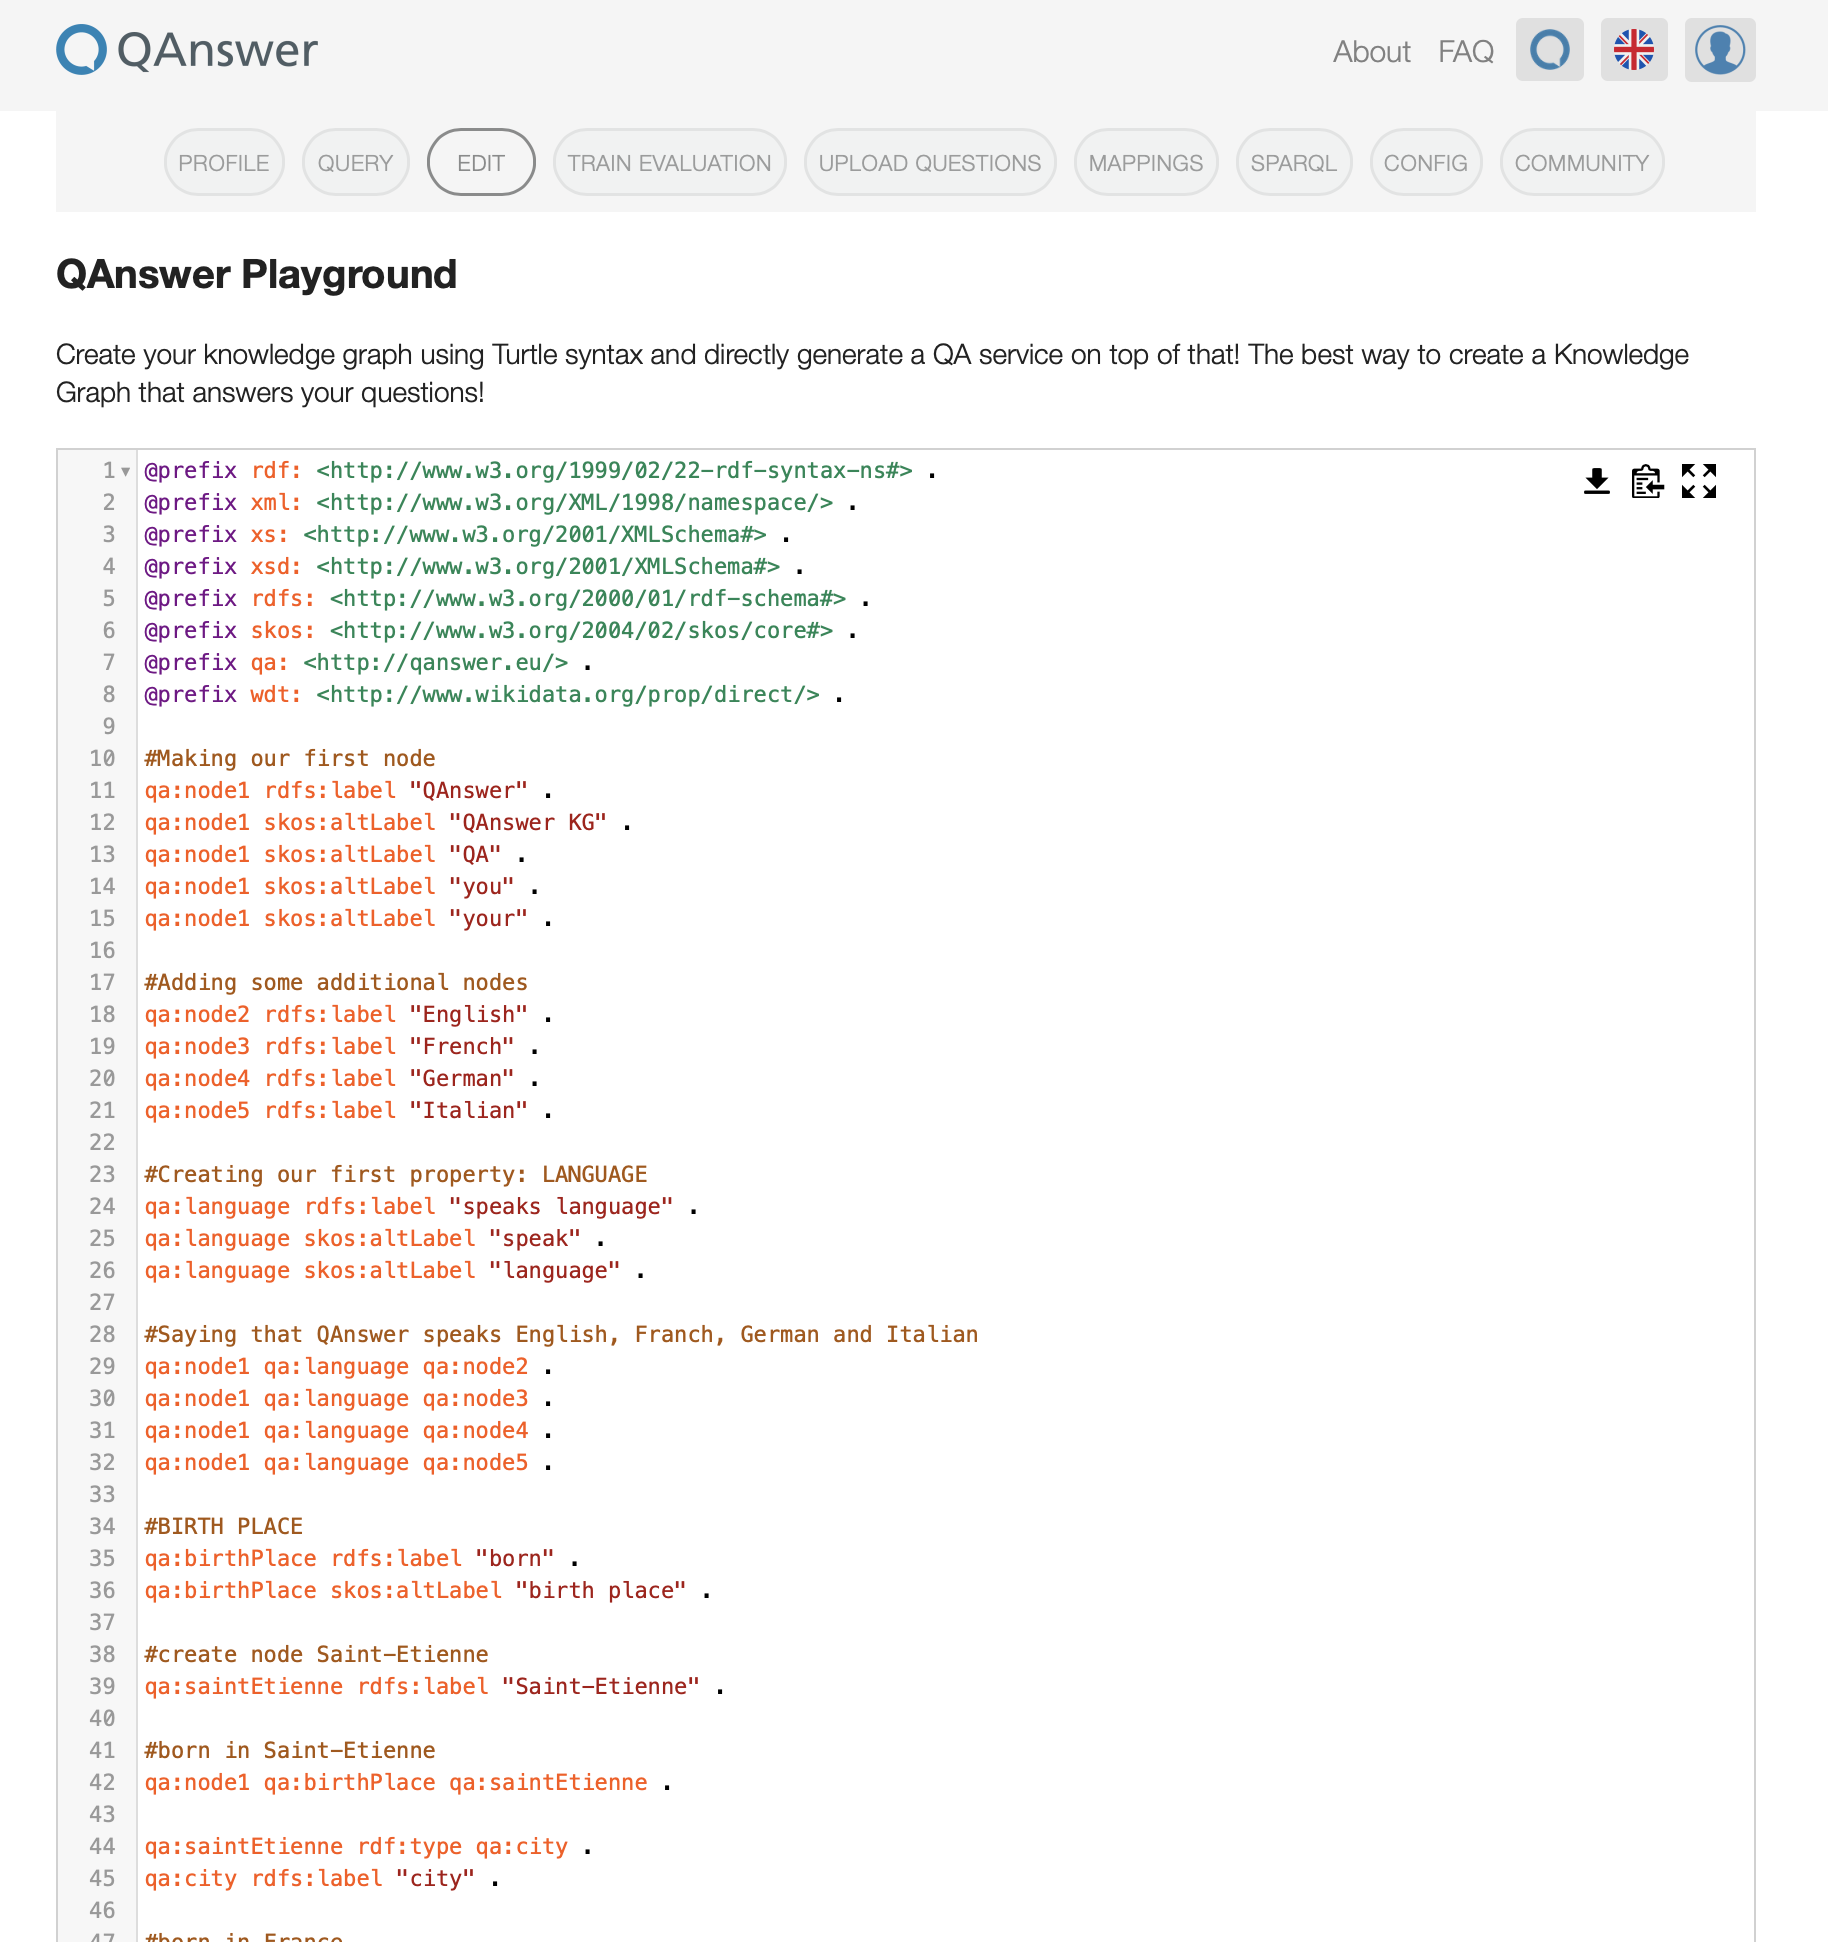 QAnswer
About FAQ
PROFILE QUERY EDIT TRAIN EVALUATION UPLOAD QUESTIONS MAPPINGS SPARQL CONFIG COMMUNITY
QAnswer Playground
Create your knowledge graph using Turtle syntax and directly generate a QA service on top of that! The best way to create a Knowledge
Graph that answers your questions!
1 @prefix rdf: <http://www.w3.org/1999/02/22-rdf-syntax-ns#> .
2 @prefix xml: <http://www.w3.org/XML/1998/namespace/> .
3 @prefix xs: <http://www.w3.org/2001/XMLSchema#> .
4 @prefix xsd: <http://www.w3.org/2001/XMLSchema#> .
5 @prefix rdfs: <http://www.w3.org/2000/01/rdf-schema#> .
6 @prefix skos: <http://www.w3.org/2004/02/skos/core#> .
7 @prefix qa: <http://qanswer.eu/> .
8 @prefix wdt: <http://www.wikidata.org/prop/direct/> .
9
10 #Making our first node
11 qa:node1 rdfs:label "QAnswer" .
12 qa:node1 skos:altLabel "QAnswer KG" .
13 qa:node1 skos:altLabel "QA" .
14 qa:node1 skos:altLabel "you" .
15 qa:node1 skos:altLabel "your" .
16
17 #Adding some additional nodes
18 qa:node2 rdfs:label "English" .
19 qa:node3 rdfs:label "French" .
20 qa:node4 rdfs:label "German" .
21 qa:node5 rdfs:label "Italian" .
22
23 #Creating our first property: LANGUAGE
24 qa:language rdfs:label "speaks language" .
25 qa:language skos:altLabel "speak" .
26 qa:language skos:altLabel "language" .
27
28 #Saying that QAnswer speaks English, Franch, German and Italian
29 qa:node1 qa:language qa:node2 .
30 qa:node1 qa:language qa:node3 .
31 qa:node1 qa:language qa:node4 .
32 qa:node1 qa:language qa:node5 .
33
34 #BIRTH PLACE
35 qa:birthPlace rdfs:label "born" .
36 qa:birthPlace skos:altLabel "birth place" .
37
38 #create node Saint-Etienne
39 qa:saintEtienne rdfs:label "Saint-Etienne" .
40
41 #born in Saint-Etienne
42 qa:node1 qa:birthPlace qa:saintEtienne .
43
44 qa:saintEtienne rdf:type qa:city .
45 qa:city rdfs:label "city" .
46
47 #born in France